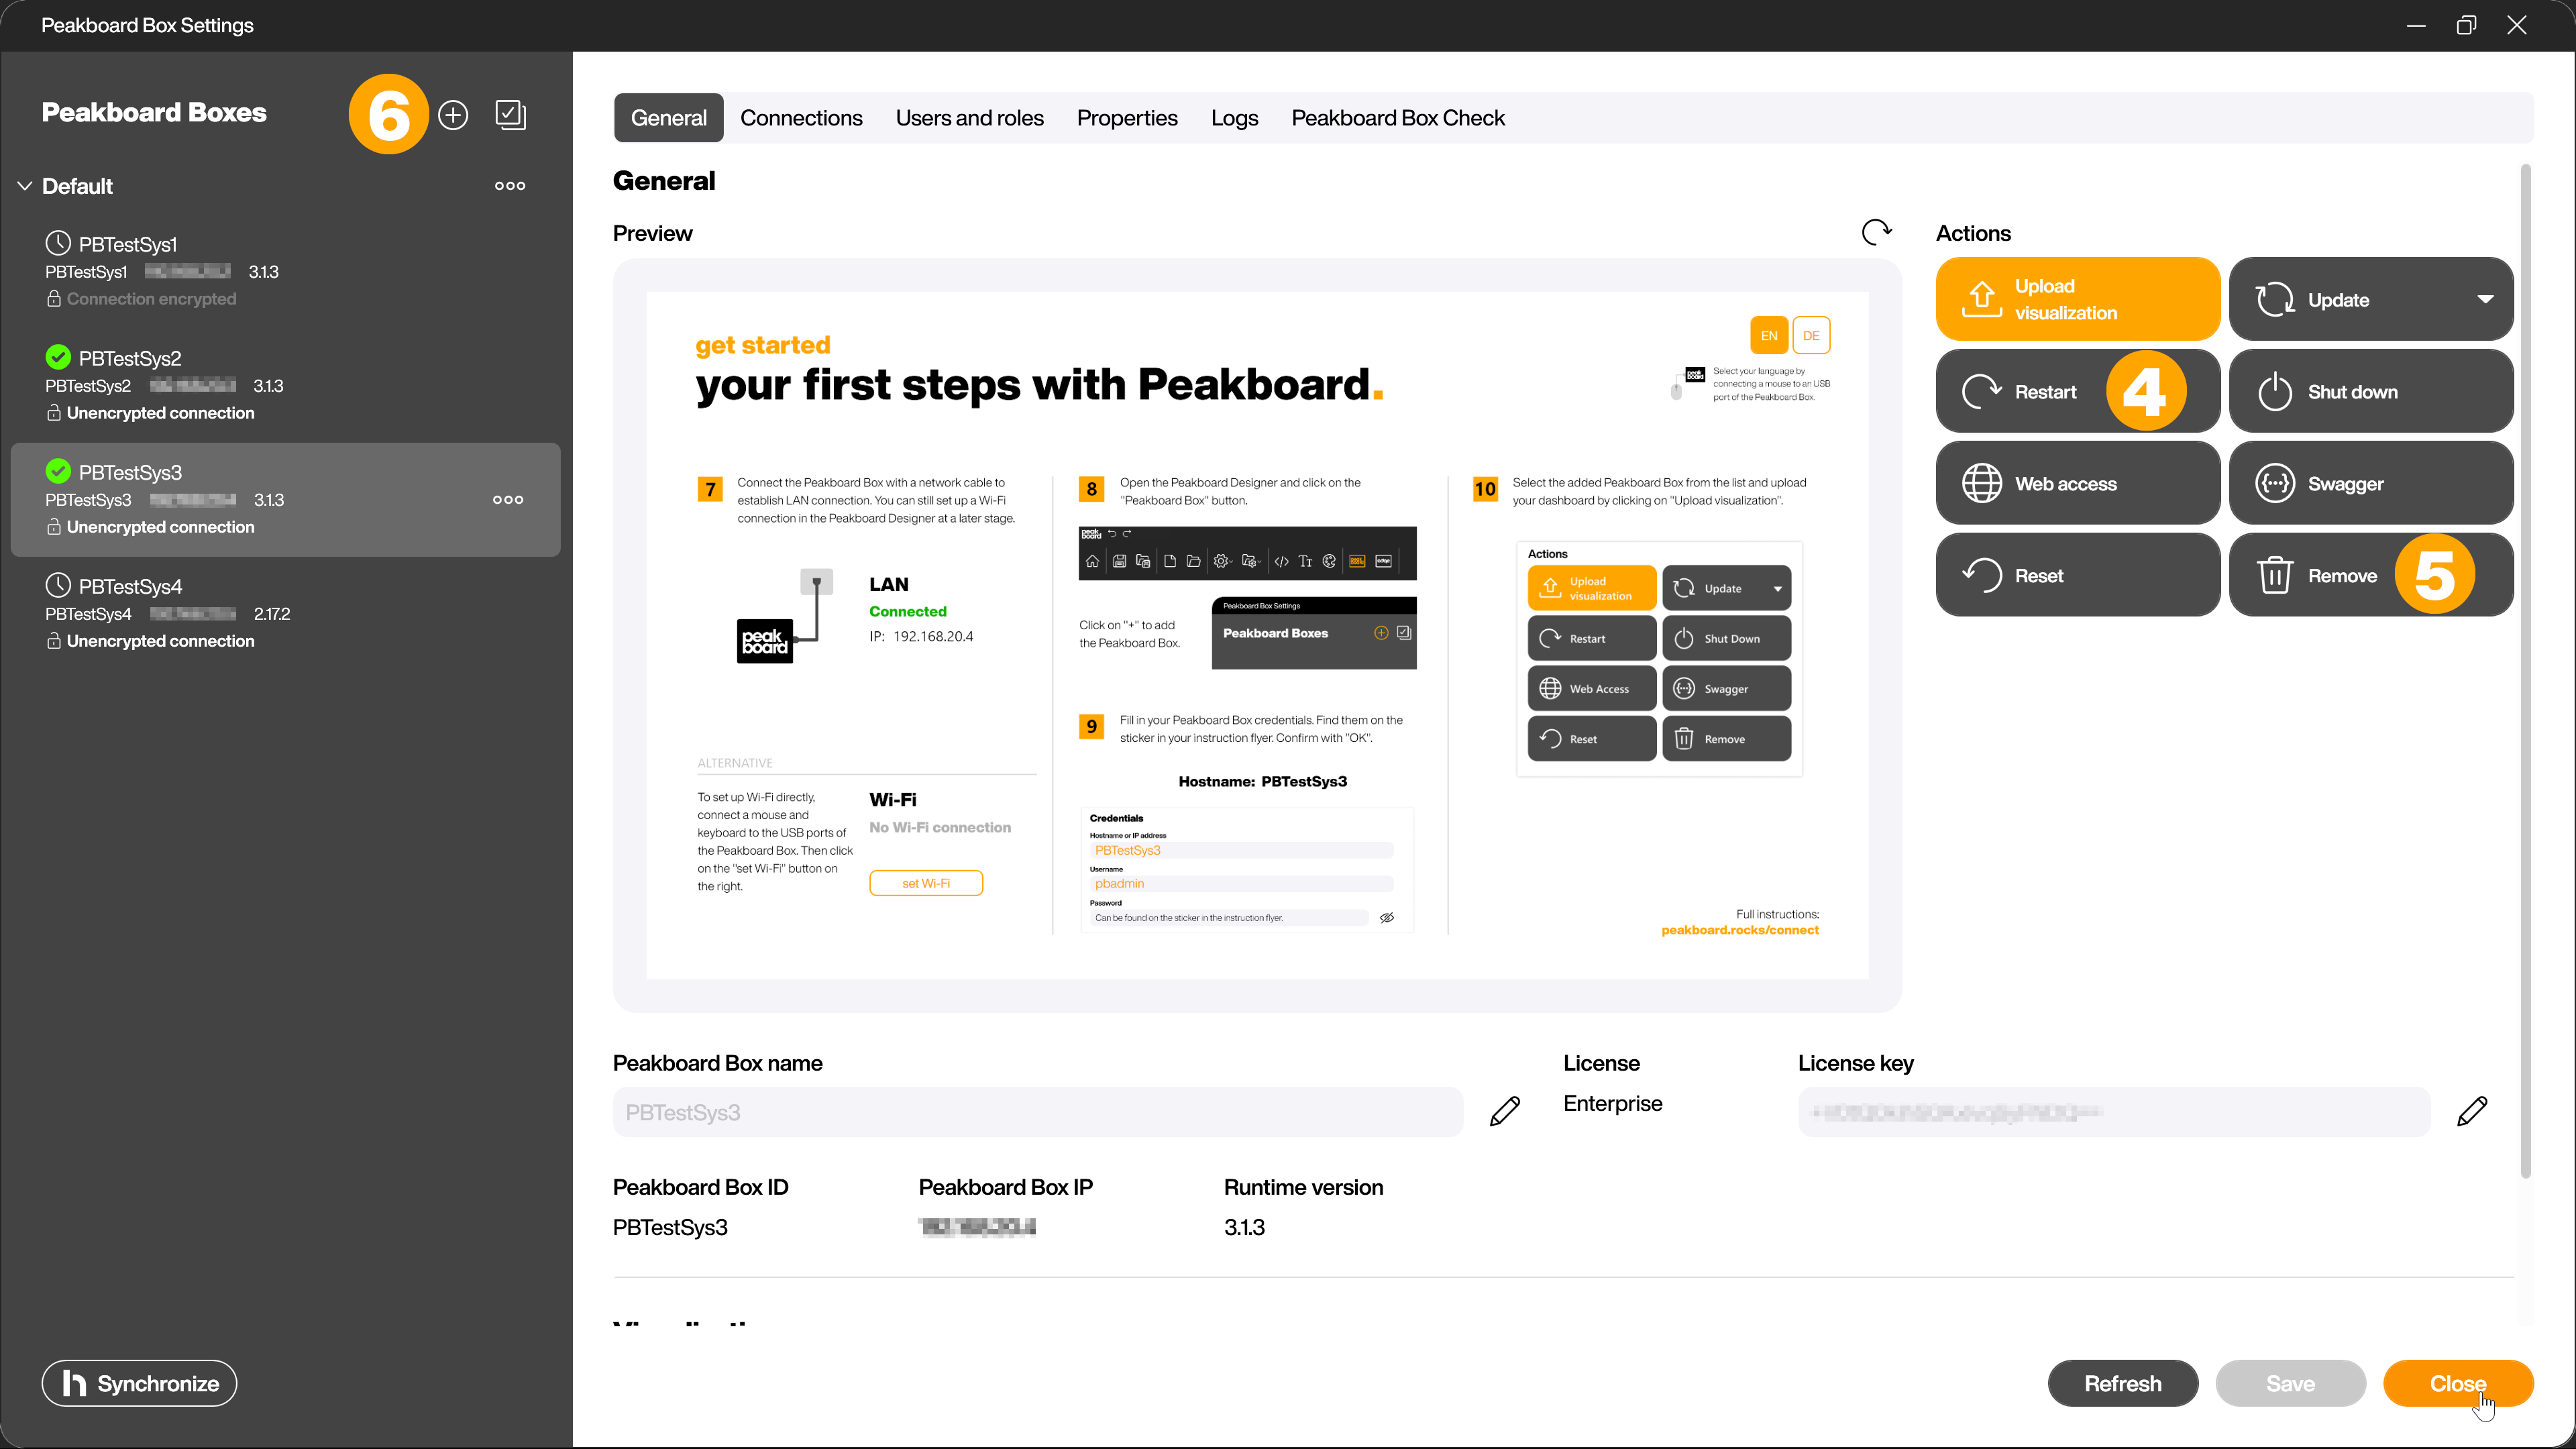 Peakboard Box Settings
Peakboard Boxes
6
Default
PBTestSys1
PBTestSys1 3.1.3
Connection encrypted
PBTestSys2
PBTestSys2 3.1.3
Unencrypted connection
PBTestSys3
PBTestSys3 3.1.3
Unencrypted connection
PBTestSys4
PBTestSys4 2.17.2
Unencrypted connection
Synchronize
General Connections Users and roles Properties Logs Peakboard Box Check
General
Preview
get started
your first steps with Peakboard.
EN DE
peak
board
Select your language by
connecting a mouse to an USB
port of the Peakboard Box.
7
Connect the Peakboard Box with a network cable to
establish LAN connection. You can still set up a Wi-Fi
connection in the Peakboard Designer at a later stage.
peak
board
LAN
Connected
IP: 192.168.20.4
ALTERNATIVE
To set up Wi-Fi directly,
connect a mouse and
keyboard to the USB ports of
the Peakboard Box. Then click
on the "set Wi-Fi" button on
the right.
Wi-Fi
No Wi-Fi connection
set Wi-Fi
8
Open the Peakboard Designer and click on the
"Peakboard Box" button.
peak
board
Tт
Click on "+" to add
the Peakboard Box.
Peakboard Box Settings
Peakboard Boxes
9
Fill in your Peakboard Box credentials. Find them on the
sticker in your instruction flyer. Confirm with "OK".
Hostname: PBTestSys3
Credentials
Hostname or IP address
PBTestSys3
Username
pbadmin
Password
Can be found on the sticker in the instruction flyer.
10
Select the added Peakboard Box from the list and upload
your dashboard by clicking on "Upload visualization".
Actions
Upload
visualization
Update
Restart
Shut Down
Web Access
Swagger
Reset
Remove
Full instructions:
peakboard.rocks/connect
Actions
Upload
visualization
Update
Restart
4
Shut down
Web access
Swagger
Reset
Remove
5
Peakboard Box name
PBTestSys3
License
Enterprise
License key
Peakboard Box ID
PBTestSys3
Peakboard Box IP
Runtime version
3.1.3
Refresh
Save
Close